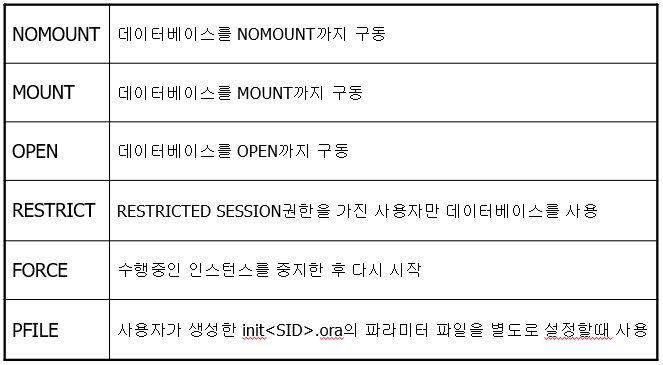 NOMOUNT 데이터베이스를 NOMOUNT까지 구동
MOUNT 데이터베이스를 MOUNT까지 구동
OPEN 데이터베이스를 OPEN까지 구동
RESTRICT RESTRICTED SESSION권한을 가진 사용자만 데이터베이스를 사용
FORCE 수행중인 인스턴스를 중지한 후 다시 시작
PFILE 사용자가 생성한 init<SID>.ora의 파라미터 파일을 별도로 설정할때 사용